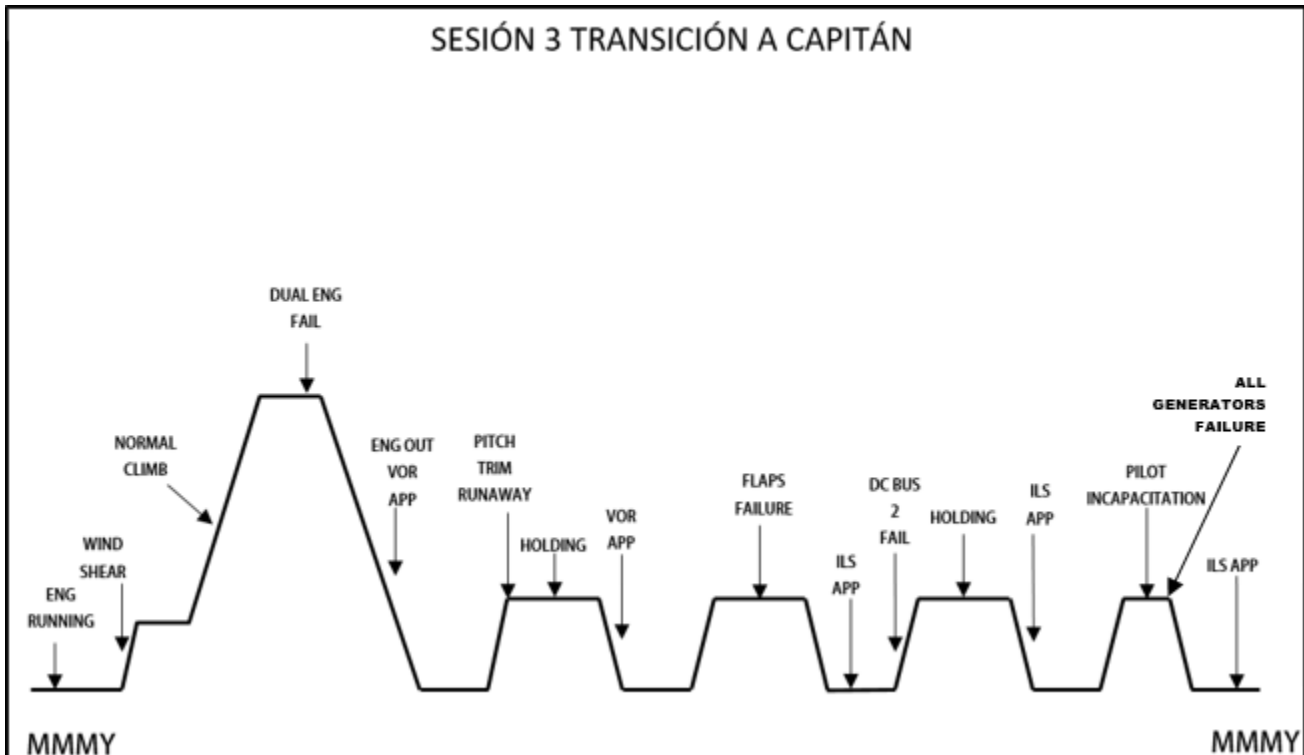 SESIÓN 3 TRANSICIÓN A CAPITÁN
ENG
RUNNING
WIND
SHEAR
NORMAL
CLIMB
DUAL ENG
FAIL
ENG OUT
VOR
APP
PITCH
TRIM
RUNAWAY
HOLDING
VOR
APP
FLAPS
FAILURE
ILS
APP
DC BUS
2
FAIL
HOLDING
ILS
APP
PILOT
INCAPACITATION
ALL
GENERATORS
FAILURE
ILS APP
MMMY
MMMY